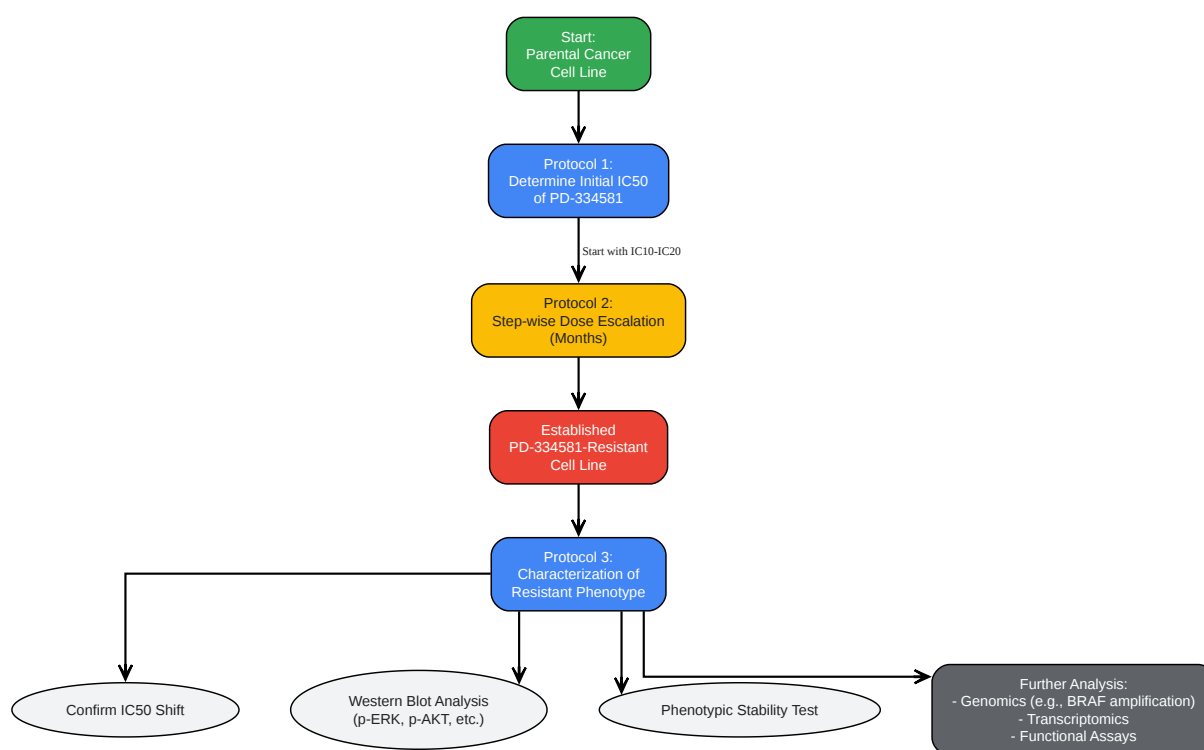 Start:
Parental Cancer
Cell Line
Protocol 1:
Determine Initial IC50
of PD-334581
Start with IC10-IC20
Protocol 2:
Step-wise Dose Escalation
(Months)
Established
PD-334581-Resistant
Cell Line
Protocol 3:
Characterization of
Resistant Phenotype
Confirm IC50 Shift
Western Blot Analysis
(p-ERK, p-AKT, etc.)
Phenotypic Stability Test
Further Analysis:
- Genomics (e.g., BRAF amplification)
- Transcriptomics
- Functional Assays